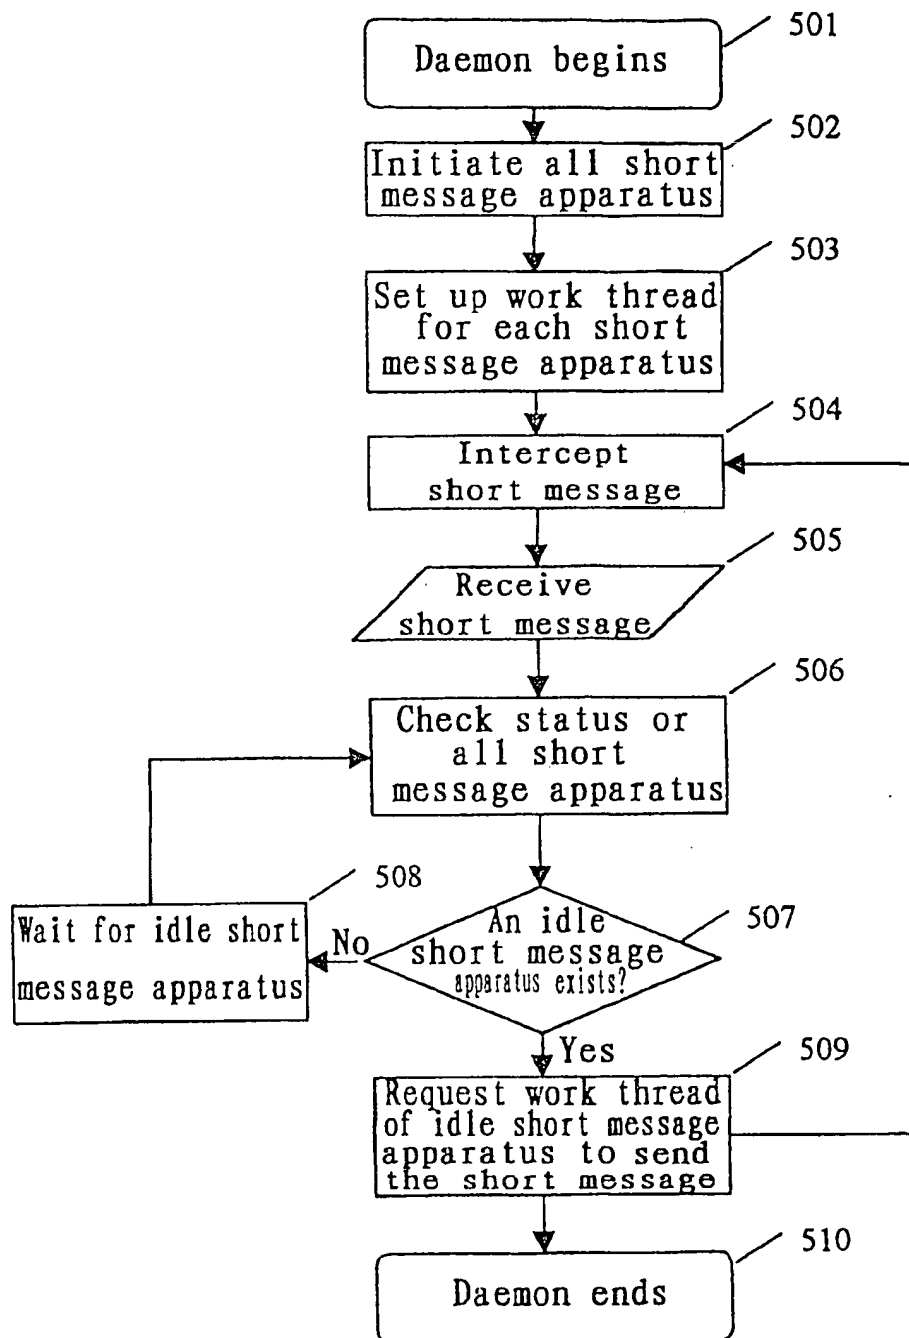 501
Daemon begins
502
Initiate all short
message apparatus
503
Set up work thread
for each short
message apparatus
504
Intercept
short message
505
Receive
short message
506
Check status or
all short
message apparatus
508
Wait for idle short
message apparatus
No
507
An idle
short message
apparatus exists?
Yes
509
Request work thread
of idle short message
apparatus to send
the short message
510
Daemon ends